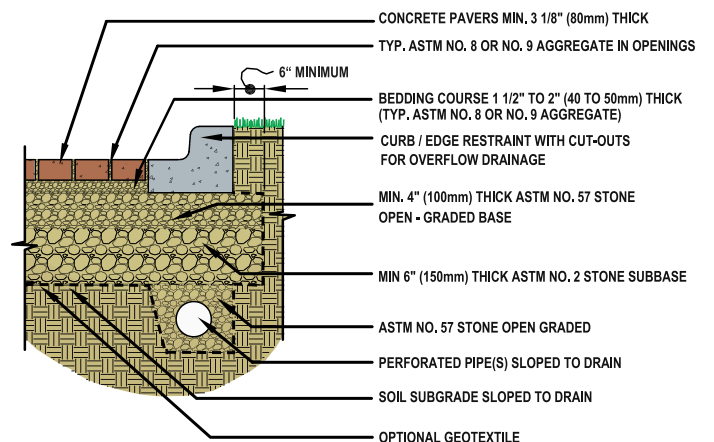 CONCRETE PAVERS MIN. 3 1/8" (80mm) THICK
TYP. ASTM NO. 8 OR NO. 9 AGGREGATE IN OPENINGS
6" MINIMUM
BEDDING COURSE 1 1/2" TO 2" (40 TO 50mm) THICK
(TYP. ASTM NO. 8 OR NO. 9 AGGREGATE)
CURB / EDGE RESTRAINT WITH CUT-OUTS
FOR OVERFLOW DRAINAGE
MIN. 4" (100mm) THICK ASTM NO. 57 STONE
OPEN - GRADED BASE
MIN 6" (150mm) THICK ASTM NO. 2 STONE SUBBASE
ASTM NO. 57 STONE OPEN GRADED
PERFORATED PIPE(S) SLOPED TO DRAIN
SOIL SUBGRADE SLOPED TO DRAIN
OPTIONAL GEOTEXTILE